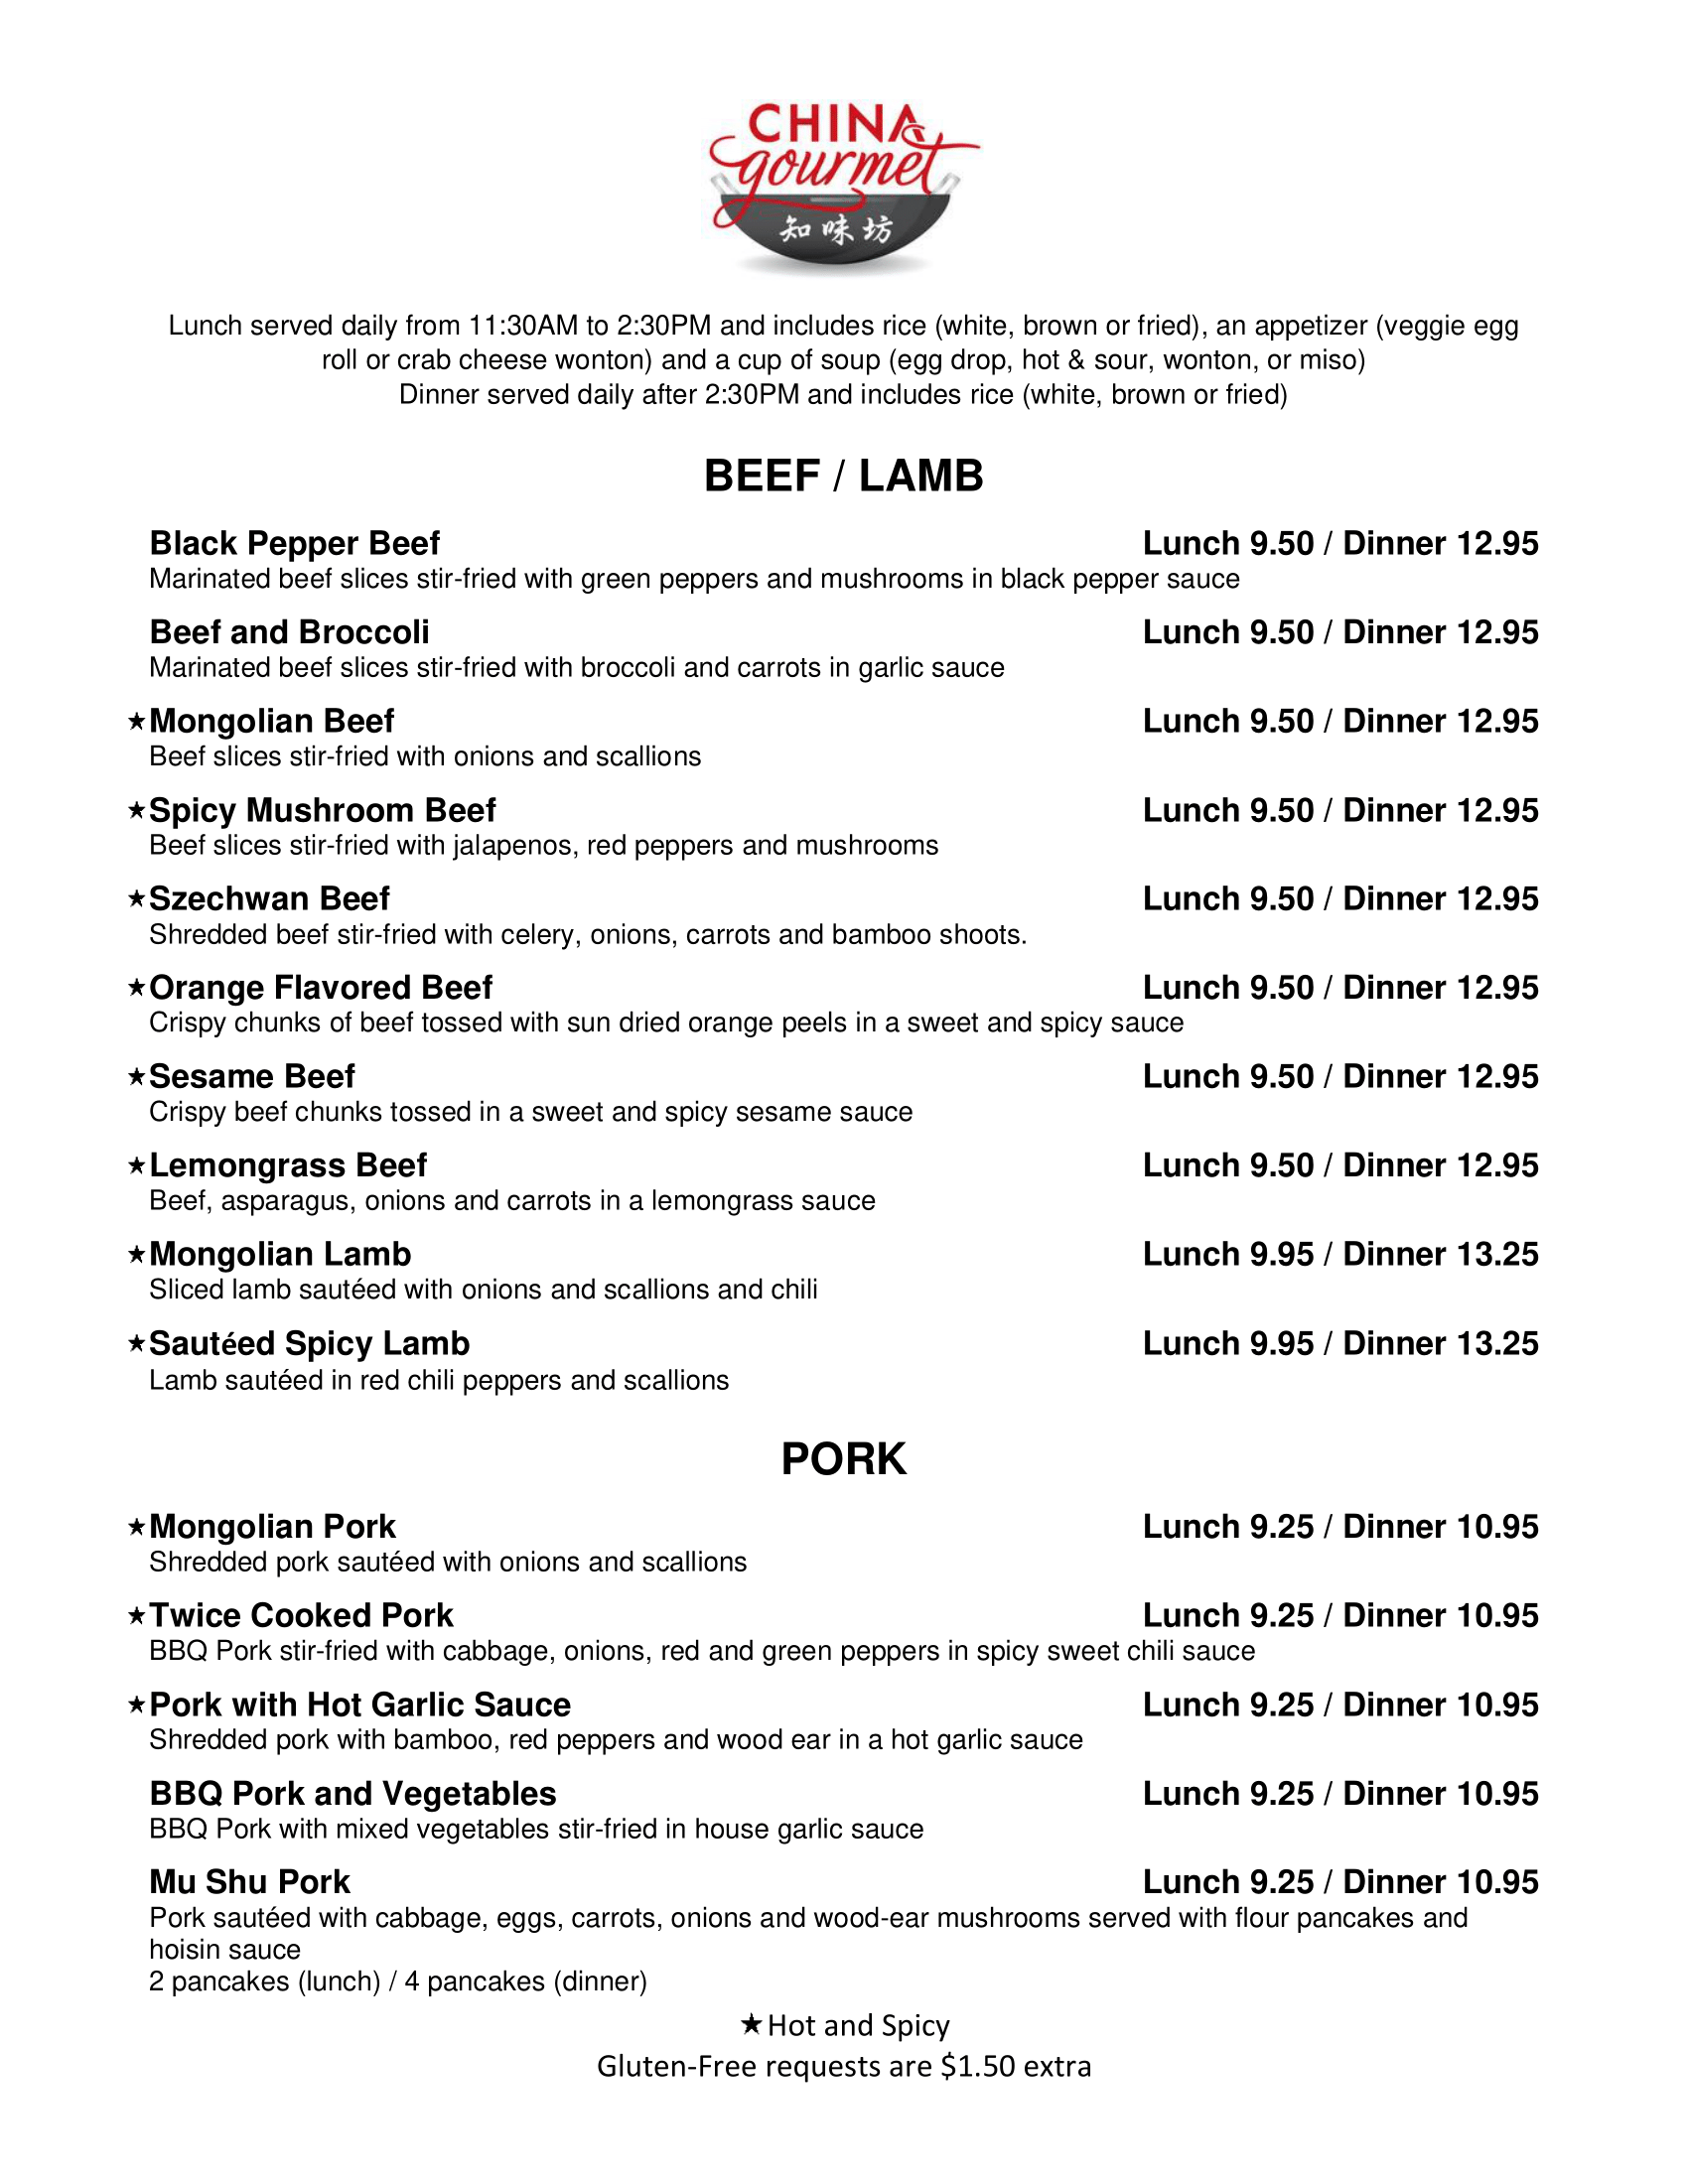 CHINA
gourmet
知味坊
Lunch served daily from 11:30AM to 2:30PM and includes rice (white, brown or fried), an appetizer (veggie egg
roll or crab cheese wonton) and a cup of soup (egg drop, hot & sour, wonton, or miso)
Dinner served daily after 2:30PM and includes rice (white, brown or fried)
BEEF / LAMB
Black Pepper Beef Lunch 9.50 / Dinner 12.95
Marinated beef slices stir-fried with green peppers and mushrooms in black pepper sauce
Beef and Broccoli Lunch 9.50 / Dinner 12.95
Marinated beef slices stir-fried with broccoli and carrots in garlic sauce
★Mongolian Beef Lunch 9.50 / Dinner 12.95
Beef slices stir-fried with onions and scallions
★Spicy Mushroom Beef Lunch 9.50 / Dinner 12.95
Beef slices stir-fried with jalapenos, red peppers and mushrooms
★Szechwan Beef Lunch 9.50 / Dinner 12.95
Shredded beef stir-fried with celery, onions, carrots and bamboo shoots.
★Orange Flavored Beef Lunch 9.50 / Dinner 12.95
Crispy chunks of beef tossed with sun dried orange peels in a sweet and spicy sauce
★Sesame Beef Lunch 9.50 / Dinner 12.95
Crispy beef chunks tossed in a sweet and spicy sesame sauce
★Lemongrass Beef Lunch 9.50 / Dinner 12.95
Beef, asparagus, onions and carrots in a lemongrass sauce
★Mongolian Lamb Lunch 9.95 / Dinner 13.25
Sliced lamb sautéed with onions and scallions and chili
★Sautéed Spicy Lamb Lunch 9.95 / Dinner 13.25
Lamb sautéed in red chili peppers and scallions
PORK
★Mongolian Pork Lunch 9.25 / Dinner 10.95
Shredded pork sautéed with onions and scallions
★Twice Cooked Pork Lunch 9.25 / Dinner 10.95
BBQ Pork stir-fried with cabbage, onions, red and green peppers in spicy sweet chili sauce
★Pork with Hot Garlic Sauce Lunch 9.25 / Dinner 10.95
Shredded pork with bamboo, red peppers and wood ear in a hot garlic sauce
BBQ Pork and Vegetables Lunch 9.25 / Dinner 10.95
BBQ Pork with mixed vegetables stir-fried in house garlic sauce
Mu Shu Pork Lunch 9.25 / Dinner 10.95
Pork sautéed with cabbage, eggs, carrots, onions and wood-ear mushrooms served with flour pancakes and
hoisin sauce
2 pancakes (lunch) / 4 pancakes (dinner)
★Hot and Spicy
Gluten-Free requests are $1.50 extra